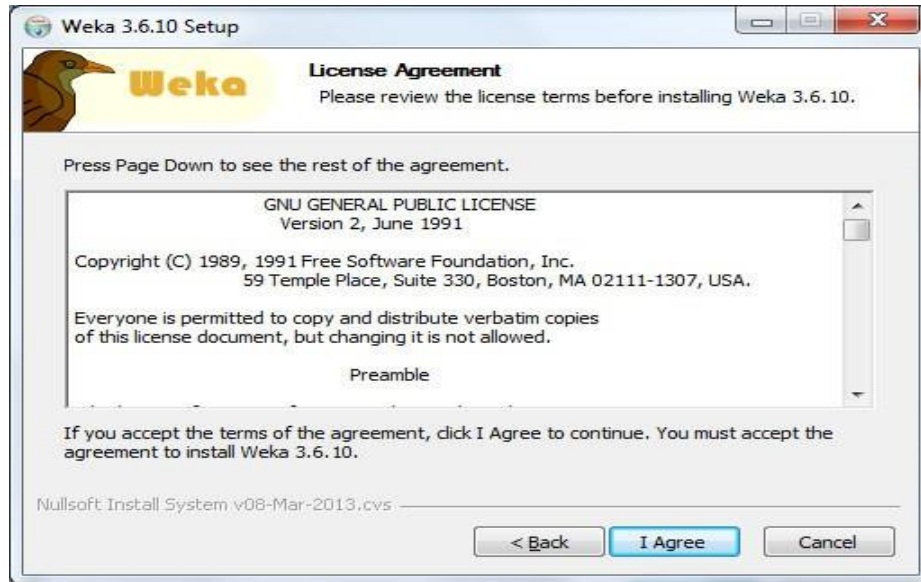 Weka 3.6.10 Setup
Weka
License Agreement
Please review the license terms before installing Weka 3.6.10.
Press Page Down to see the rest of the agreement.
GNU GENERAL PUBLIC LICENSE
Version 2, June 1991
Copyright (C) 1989, 1991 Free Software Foundation, Inc.
59 Temple Place, Suite 330, Boston, MA 02111-1307, USA.
Everyone is permitted to copy and distribute verbatim copies
of this license document, but changing it is not allowed.
Preamble
If you accept the terms of the agreement, click I Agree to continue. You must accept the
agreement to install Weka 3.6.10.
Nullsoft Install System v08-Mar-2013.cvs
< Back
I Agree
Cancel